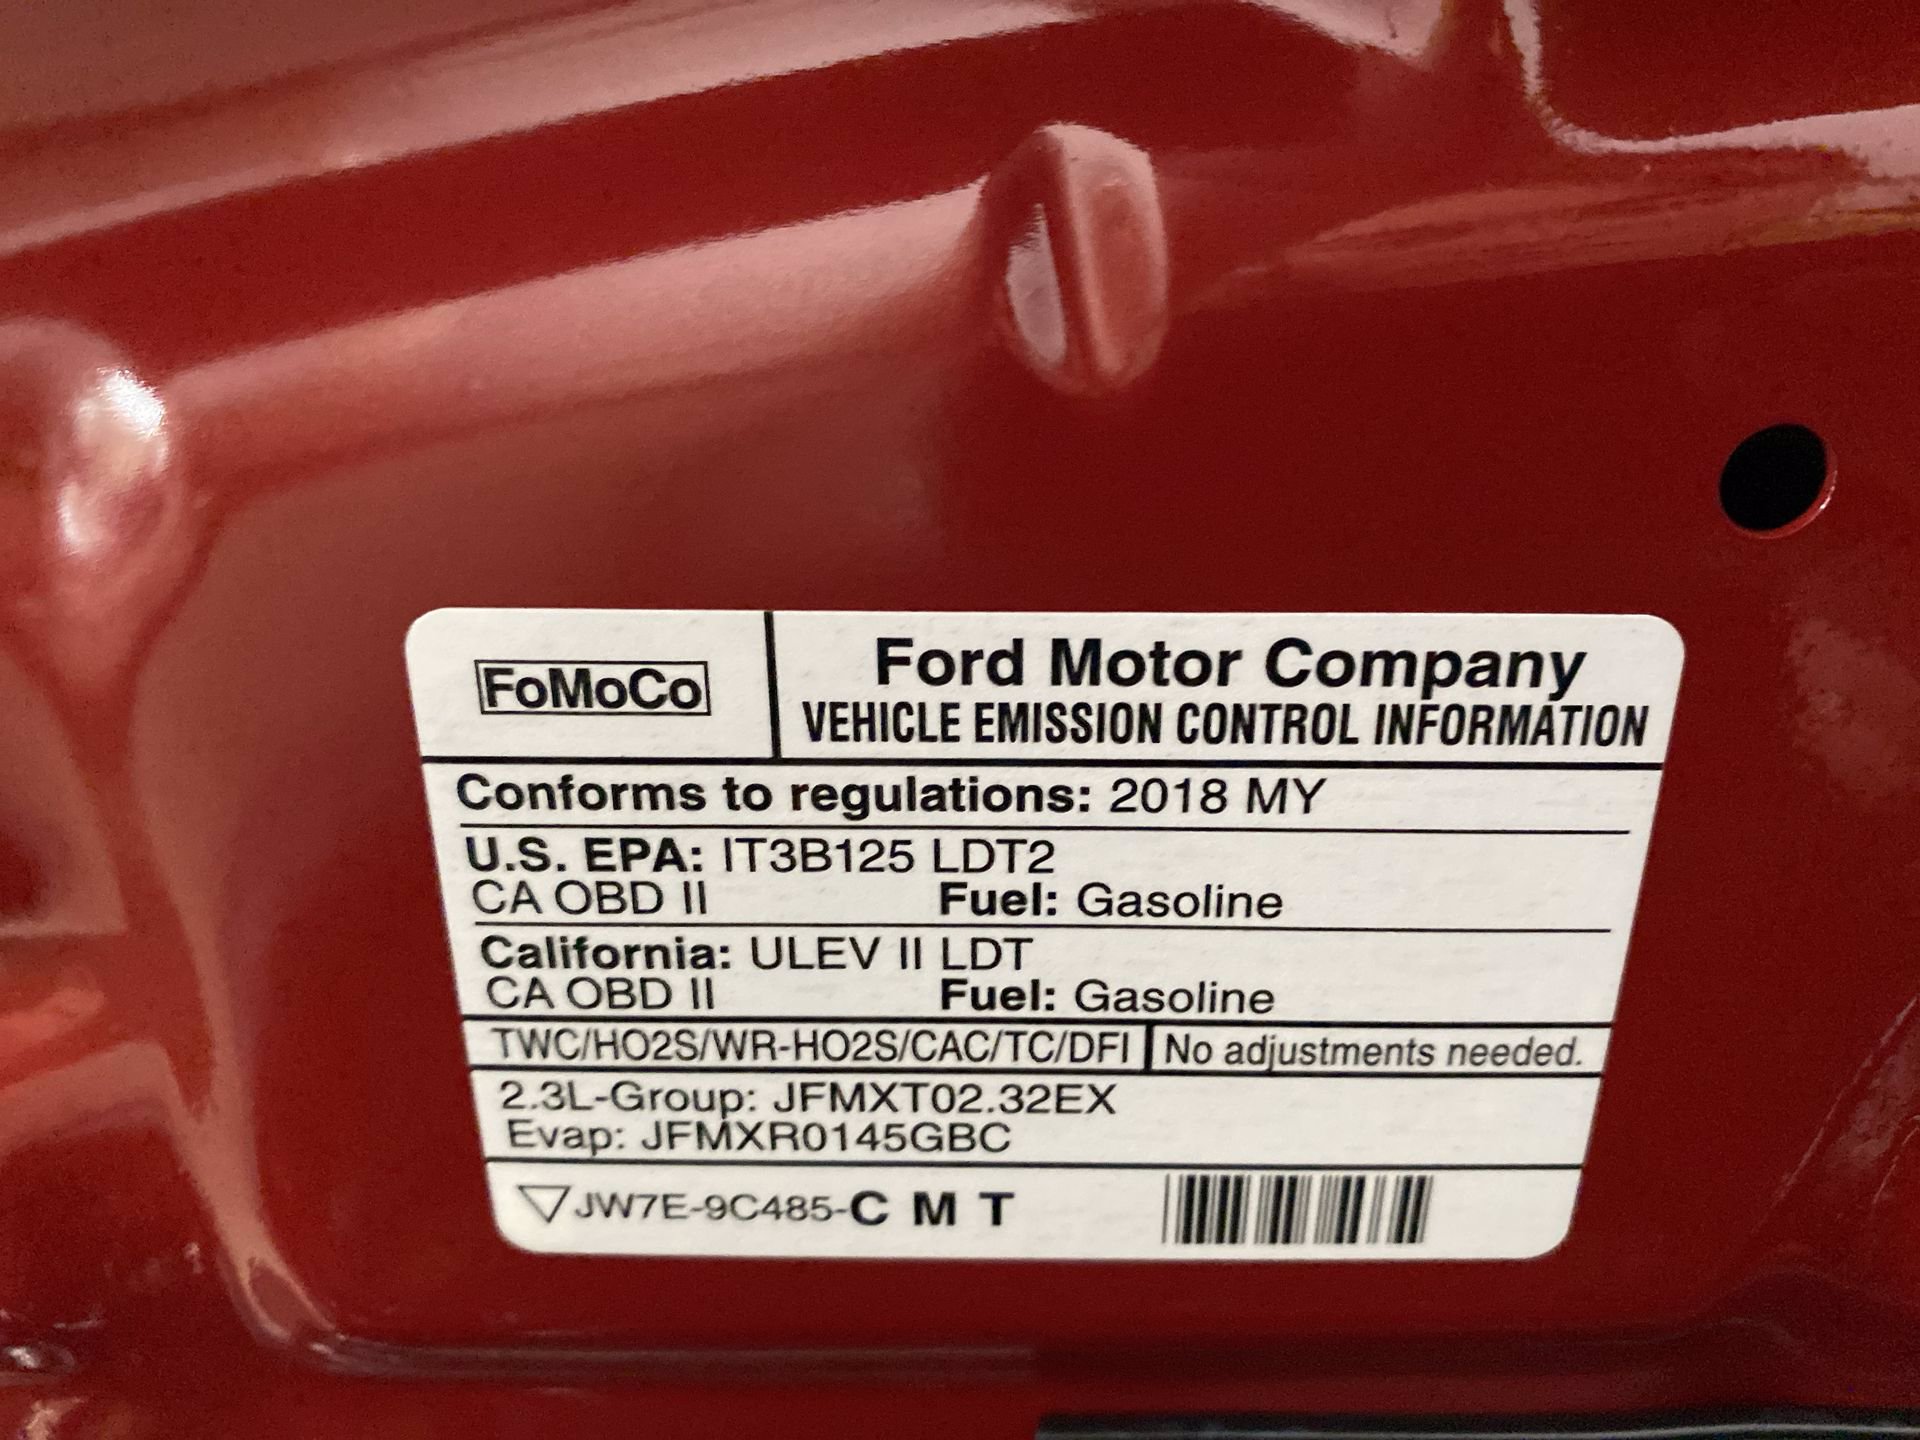 FoMoCo
Ford Motor Company
VEHICLE EMISSION CONTROL INFORMATION
Conforms to regulations: 2018 MY
U.S. EPA: IT3B125 LDT2
CA OBD II Fuel: Gasoline
California: ULEV II LDT
CA OBD II Fuel: Gasoline
TWC/HO2S/WR-HO2S/CAC/TC/DFI No adjustments needed.
2.3L-Group: JFMXT02.32EX
Evap: JFMXR0145GBC
▽JW7E-9C485-C M T